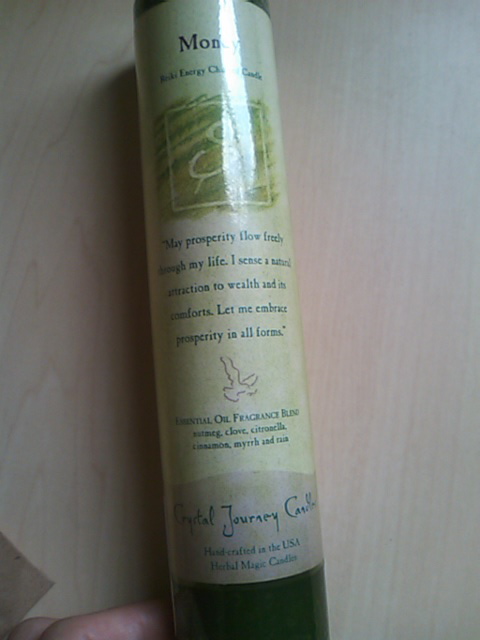 Money
Reiki Energy Charged Candle
"May prosperity flow freely
through my life. I sense a natural
attraction to wealth and its
comforts. Let me embrace
prosperity in all forms."
ESSENTIAL OIL FRAGRANCE BLEND
nutmeg, clove, citronella,
cinnamon, myrrh and rain
Crystal Journey Candles
Hand-crafted in the USA
Herbal Magic Candles